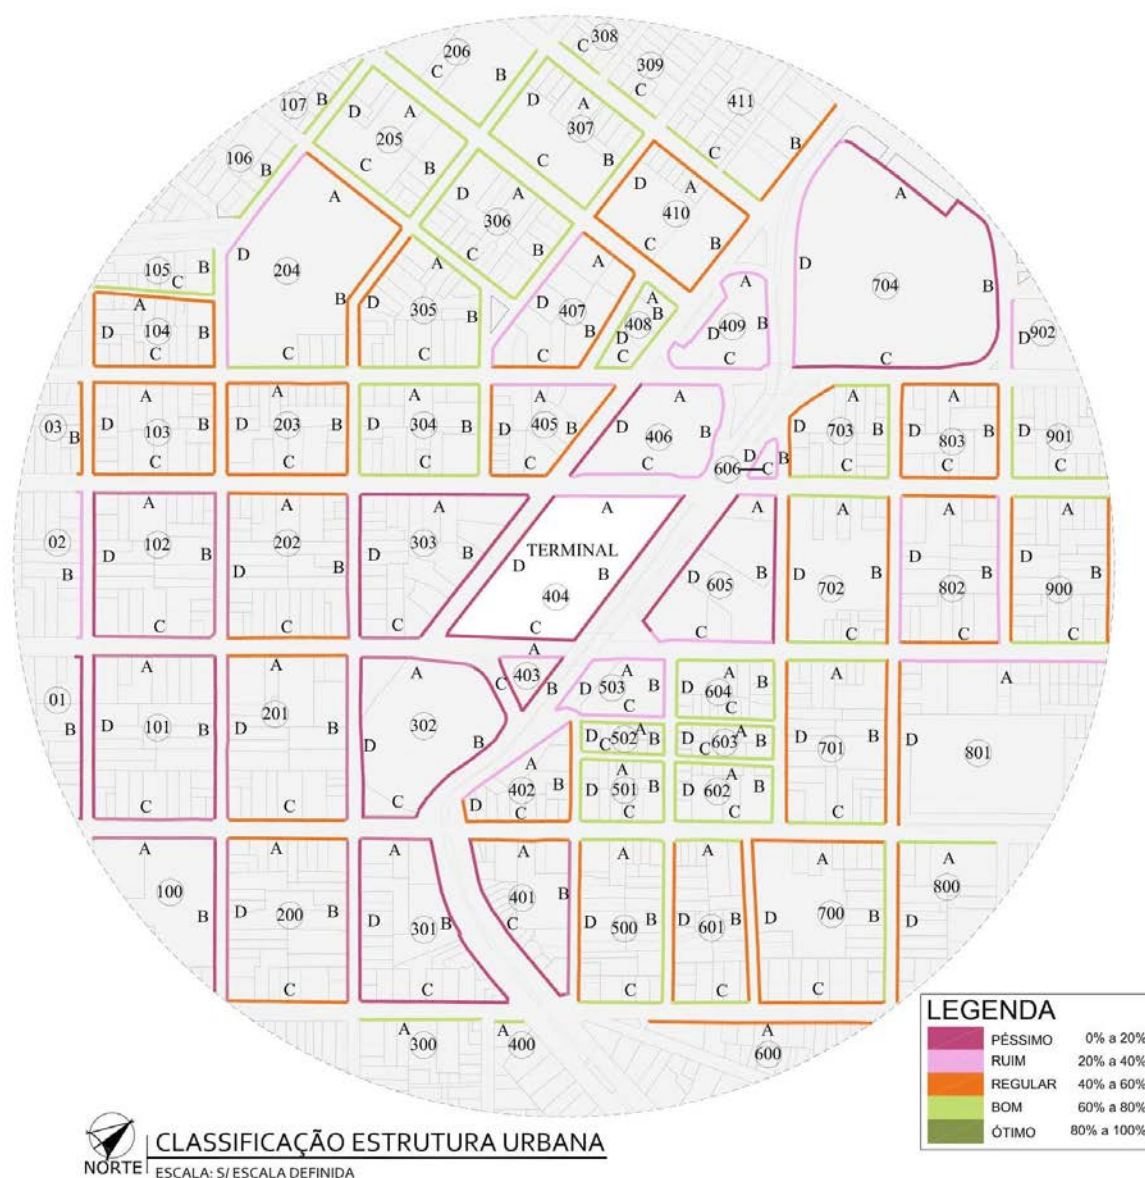 308
C
206
C
B
309
C
107
B
D
A
205
C
B
D
A
307
C
B
411
C
B
106
B
D
A
306
C
B
D
A
410
C
B
A
D
704
B
C
105
B
C
A
D
204
B
C
A
D
305
B
C
A
D
407
B
C
A
B
408
D
C
A
D
409
B
C
D
902
A
D
104
B
C
03
B
A
D
103
B
C
A
D
203
B
C
A
D
304
B
C
A
D
405
B
C
A
D
406
B
C
D
B
606
C
A
D
703
B
C
A
D
803
B
C
A
D
901
C
02
B
A
D
102
B
C
A
202
D
B
C
A
D
303
B
C
A
TERMINAL
D
B
404
C
A
D
605
B
C
A
D
702
B
C
A
D
802
B
C
A
D
900
B
C
01
B
A
D
101
B
C
A
201
D
B
C
A
302
D
B
C
A
403
C
B
A
D
503
B
C
A
D
604
B
C
A
D
502
B
C
A
D
603
B
C
A
D
402
B
C
A
D
501
B
C
A
D
602
B
C
A
D
701
B
C
A
D
801
A
100
B
A
D
200
B
C
A
D
301
B
C
A
401
B
C
A
D
500
B
C
A
D
601
B
C
A
D
700
B
C
A
800
D
A
300
A
400
A
600
LEGENDA
PÉSSIMO 0% a 20%
RUIM 20% a 40%
REGULAR 40% a 60%
BOM 60% a 80%
ÓTIMO 80% a 100%
NORTE
CLASSIFICAÇÃO ESTRUTURA URBANA
ESCALA: S/ ESCALA DEFINIDA